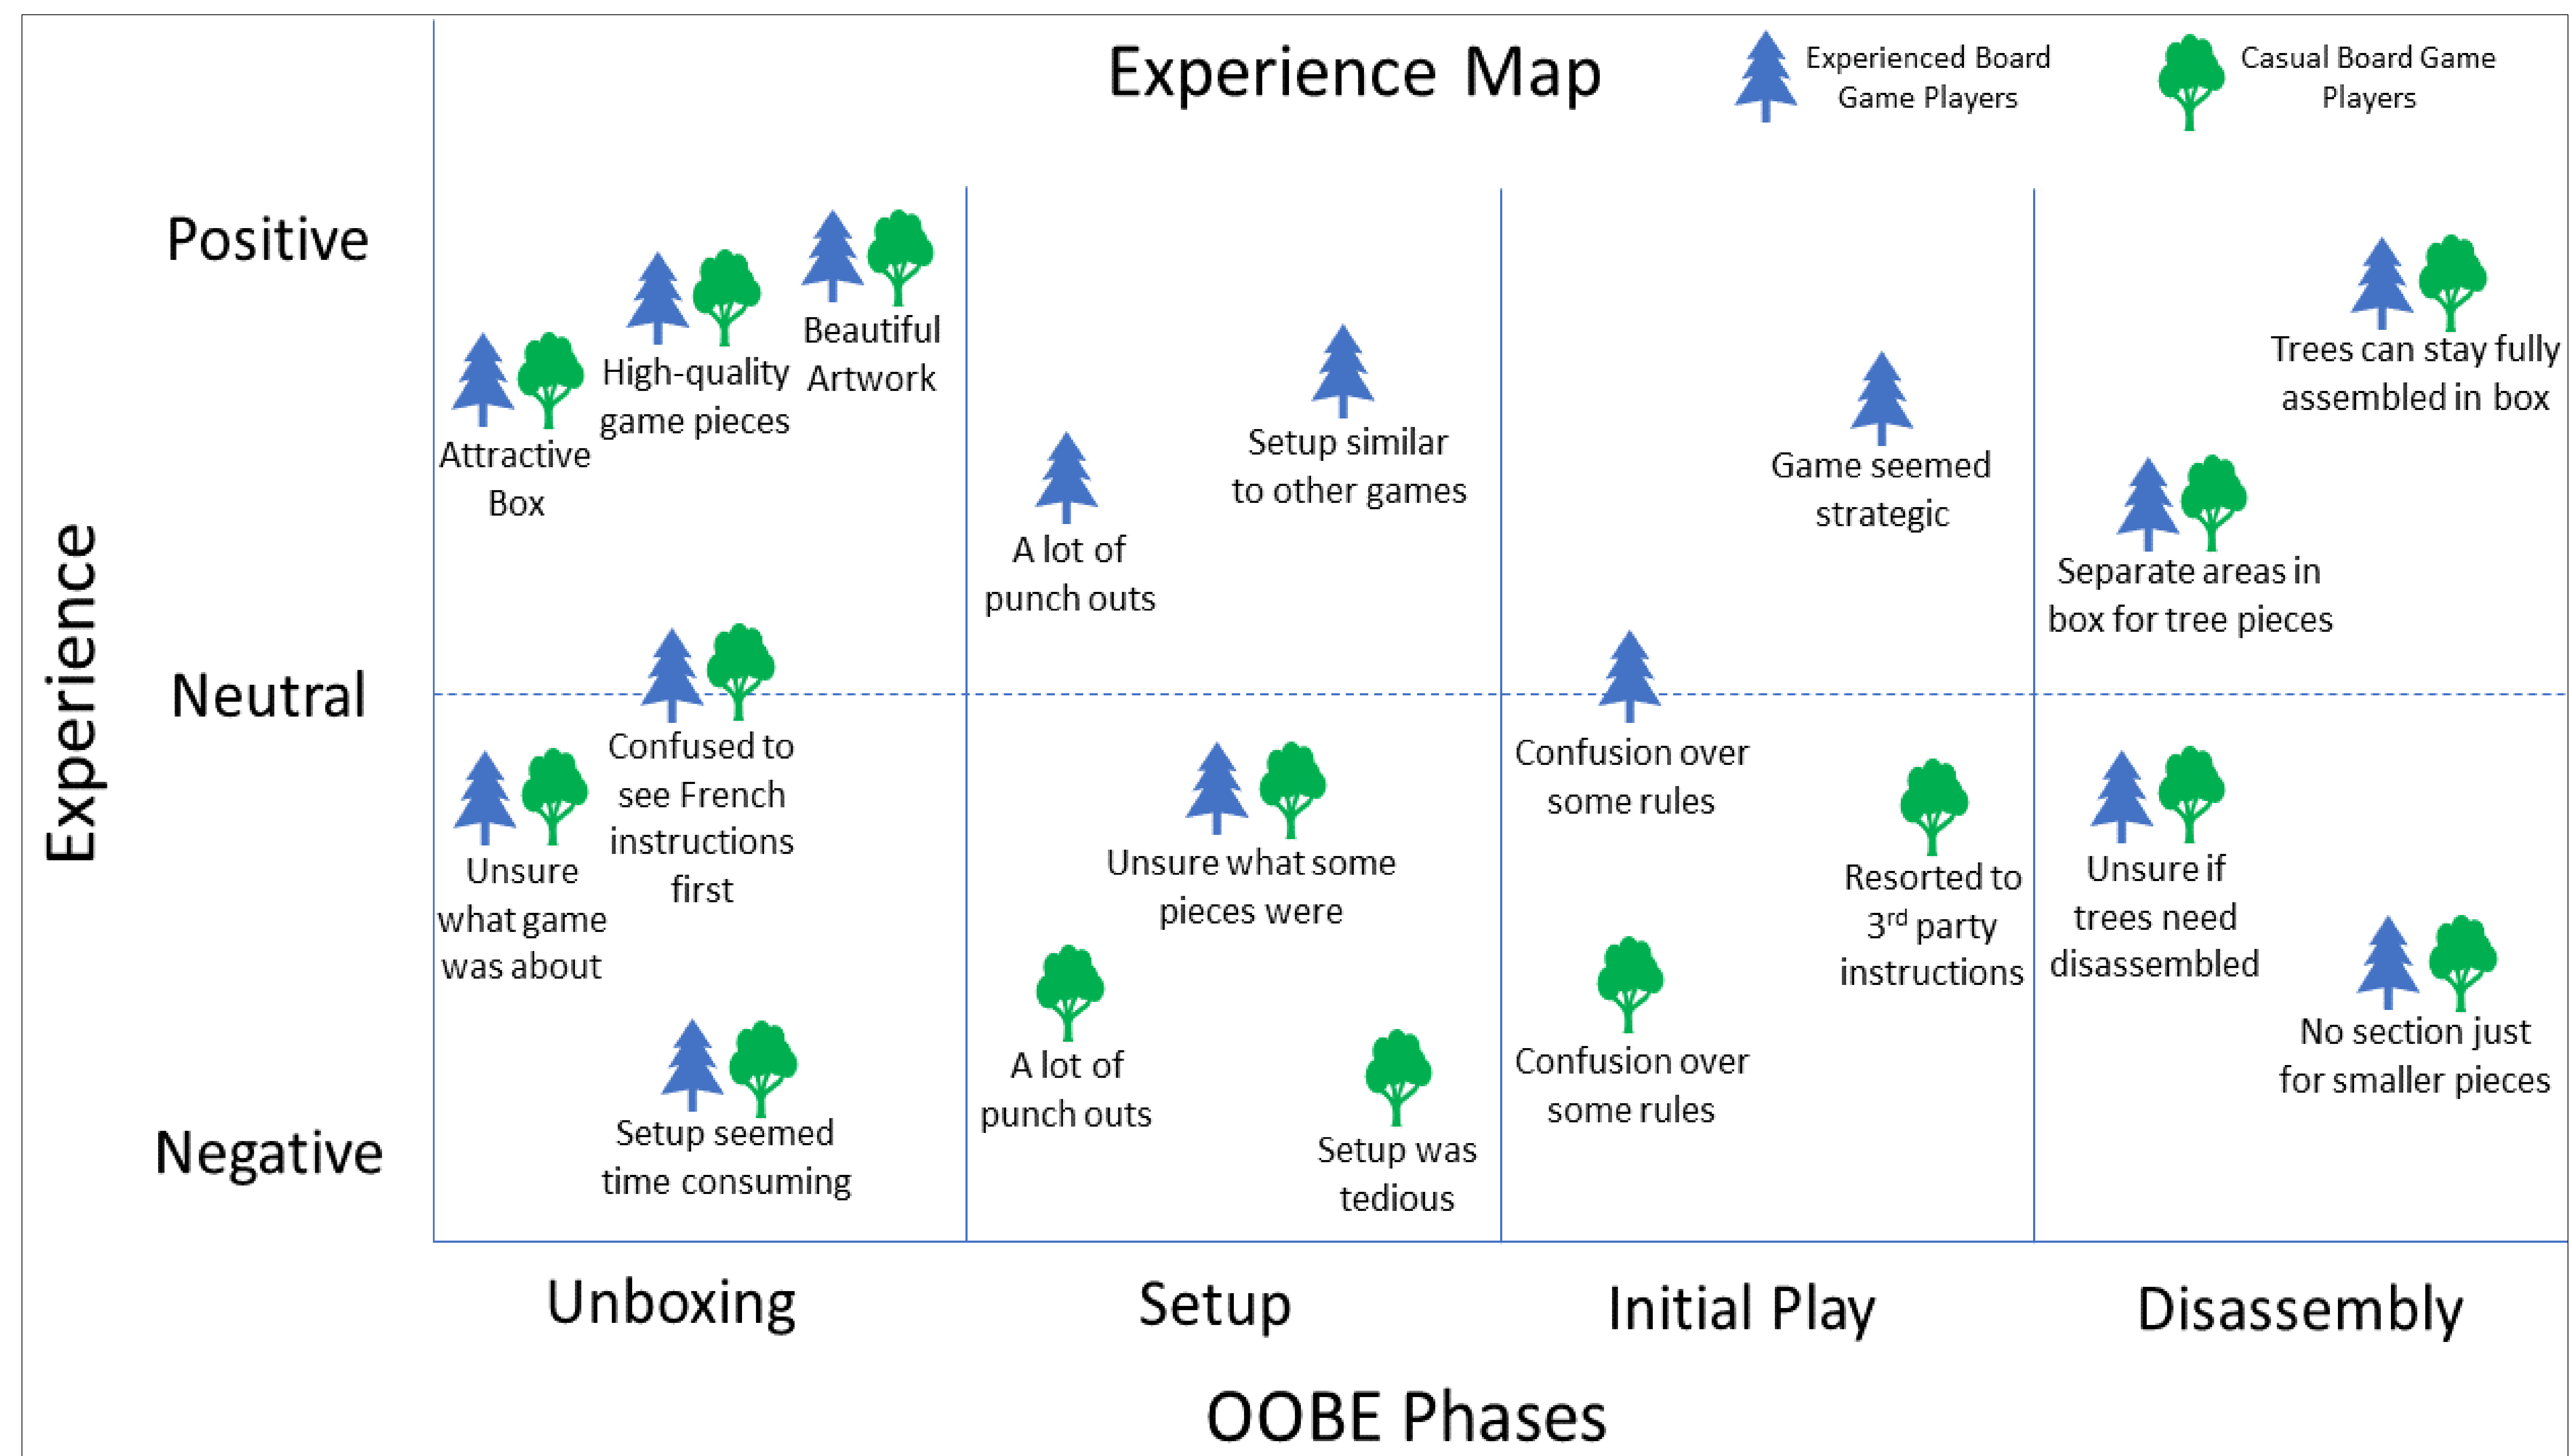 Experience Map
Experienced Board
Game Players
Casual Board Game
Players
Experience
Positive
Neutral
Negative
Attractive
Box
High-quality
game pieces
Beautiful
Artwork
Confused to
see French
instructions
first
Unsure
what game
was about
Setup seemed
time consuming
A lot of
punch outs
Setup similar
to other games
Unsure what some
pieces were
A lot of
punch outs
Setup was
tedious
Game seemed
strategic
Confusion over
some rules
Resorted to
3rd party
instructions
Confusion over
some rules
Trees can stay fully
assembled in box
Separate areas in
box for tree pieces
Unsure if
trees need
disassembled
No section just
for smaller pieces
Unboxing
Setup
Initial Play
Disassembly
OOBE Phases